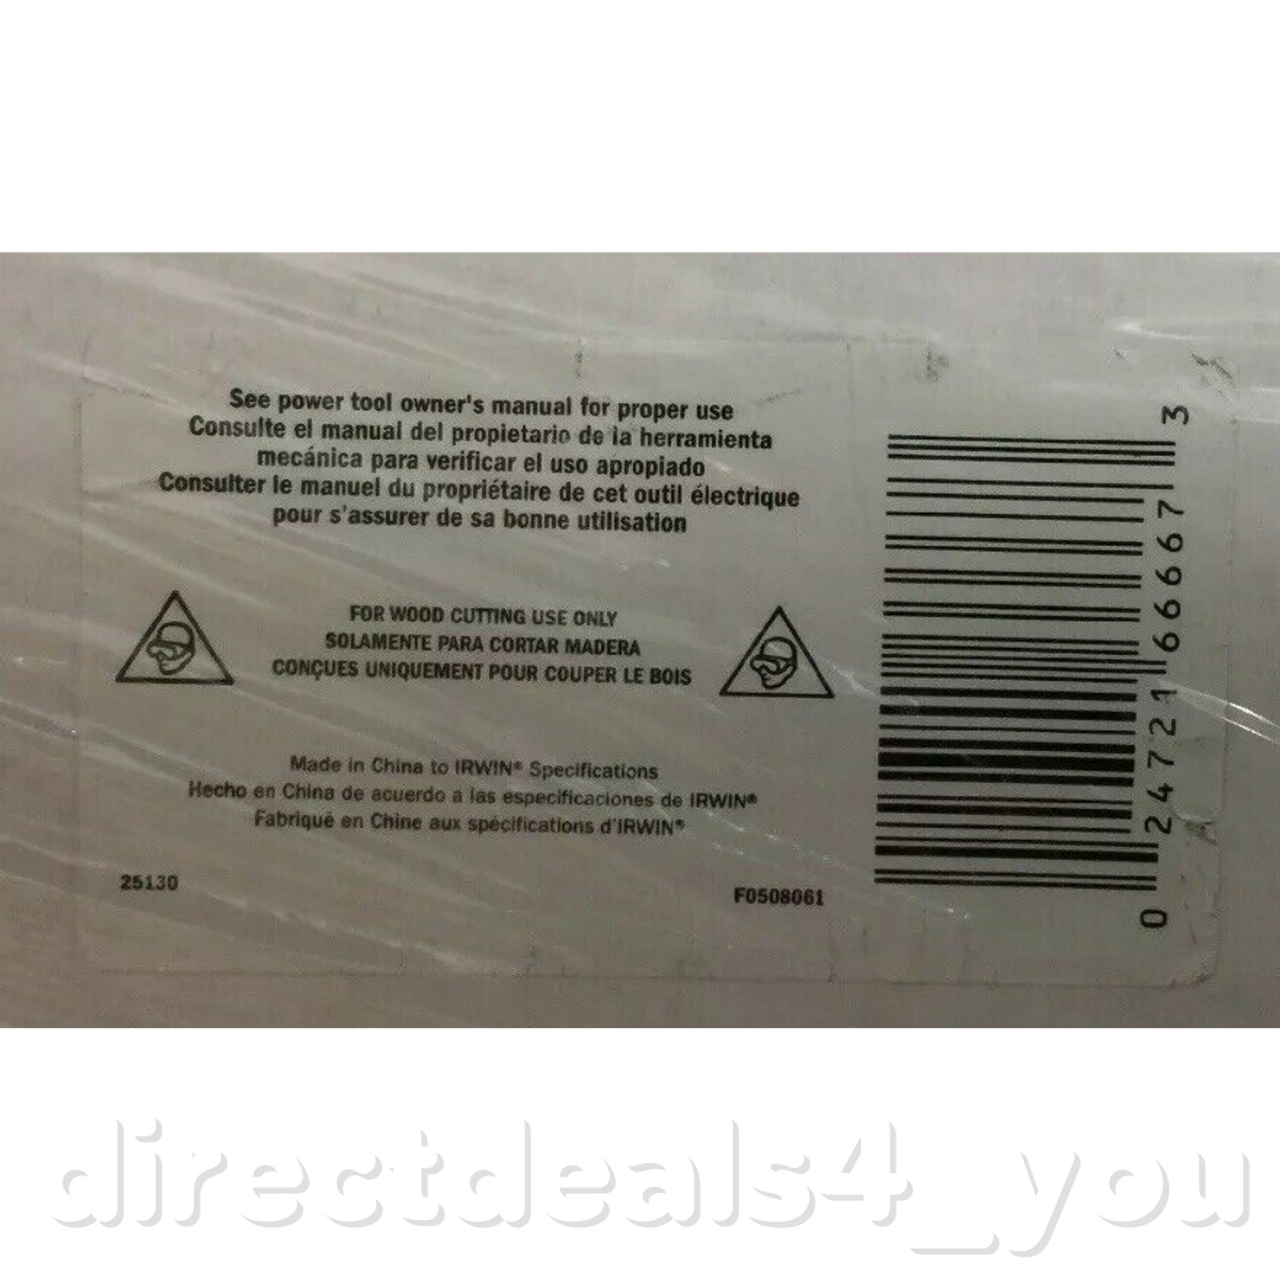 See power tool owner's manual for proper use
Consulte el manual del propietario de la herramienta
mecánica para verificar el uso apropiado
Consulter le manuel du propriétaire de cet outil électrique
pour s'assurer de sa bonne utilisation
FOR WOOD CUTTING USE ONLY
SOLAMENTE PARA CORTAR MADERA
CONÇUES UNIQUEMENT POUR COUPER LE BOIS
Made in China to IRWIN® Specifications
Hecho en China de acuerdo a las especificaciones de IRWIN®
Fabriqué en Chine aux spécifications d'IRWIN®
25130
F0508061
0 24721 66667 3
directdeals4_you